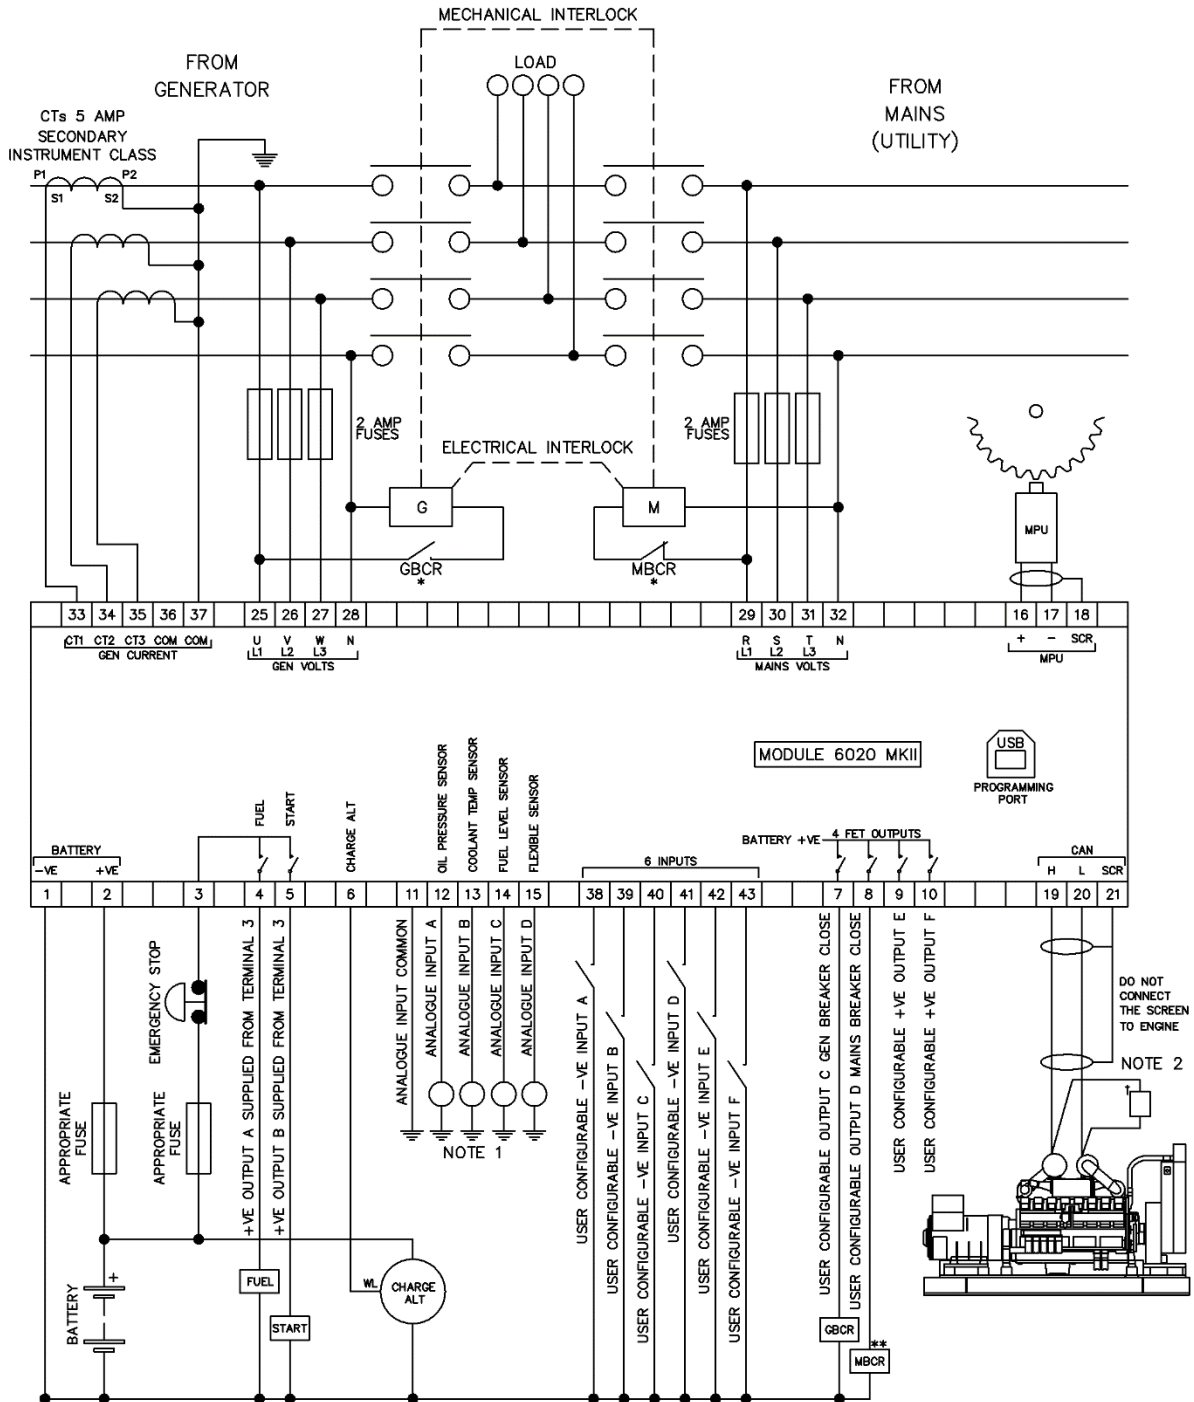 MECHANICAL INTERLOCK
FROM
GENERATOR
LOAD
FROM
MAINS
(UTILITY)
CTs 5 AMP
SECONDARY
INSTRUMENT CLASS
P1
P2
S1
S2
2 AMP
FUSES
2 AMP
FUSES
ELECTRICAL INTERLOCK
G
M
GBCR
*
MBCR
*
MPU
33 34 35 36 37 25 26 27 28 29 30 31 32 16 17 18
CT1 CT2 CT3 COM COM
GEN CURRENT
U V W N
L1 L2 L3
GEN VOLTS
R S T N
L1 L2 L3
MAINS VOLTS
+ − SCR
MPU
MODULE 6020 MKII
USB
PROGRAMMING
PORT
FUEL
START
CHARGE ALT
OIL PRESSURE SENSOR
COOLANT TEMP SENSOR
FUEL LEVEL SENSOR
FLEXIBLE SENSOR
BATTERY +VE
4 FET OUTPUTS
BATTERY
-VE +VE
6 INPUTS
CAN
H L SCR
1 2 3 4 5 6 11 12 13 14 15 38 39 40 41 42 43 7 8 9 10 19 20 21
EMERGENCY STOP
APPROPRIATE
FUSE
APPROPRIATE
FUSE
+VE OUTPUT A SUPPLIED FROM TERMINAL 3
+VE OUTPUT B SUPPLIED FROM TERMINAL 3
ANALOGUE INPUT COMMON
ANALOGUE INPUT A
ANALOGUE INPUT B
ANALOGUE INPUT C
ANALOGUE INPUT D
NOTE 1
USER CONFIGURABLE -VE INPUT A
USER CONFIGURABLE -VE INPUT B
USER CONFIGURABLE -VE INPUT C
USER CONFIGURABLE -VE INPUT D
USER CONFIGURABLE -VE INPUT E
USER CONFIGURABLE -VE INPUT F
USER CONFIGURABLE OUTPUT C GEN BREAKER CLOSE
USER CONFIGURABLE OUTPUT D MAINS BREAKER CLOSE
USER CONFIGURABLE +VE OUTPUT E
USER CONFIGURABLE +VE OUTPUT F
DO NOT
CONNECT
THE SCREEN
TO ENGINE
NOTE 2
BATTERY
+
FUEL
START
WL
CHARGE
ALT
GBCR
**
MBCR